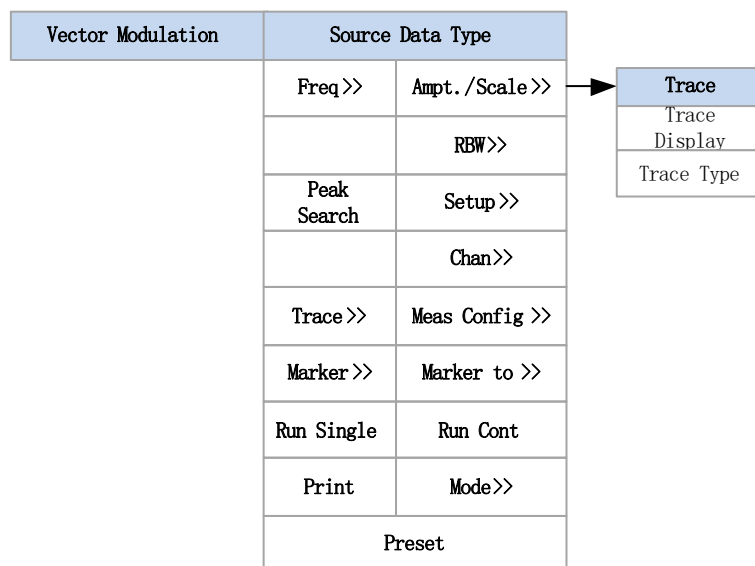 Vector Modulation
Source Data Type
Freq>>
Ampt./Scale>>
Trace
Trace
Display
RBW>>
Trace Type
Peak
Search
Setup>>
Chan>>
Trace>>
Meas Config >>
Marker>>
Marker to >>
Run Single
Run Cont
Print
Mode>>
Preset